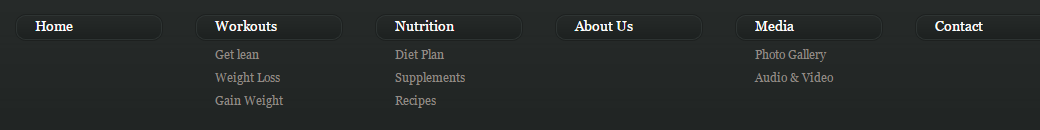 Home
Workouts
Get lean
Weight Loss
Gain Weight
Nutrition
Diet Plan
Supplements
Recipes
About Us
Media
Photo Gallery
Audio & Video
Contact